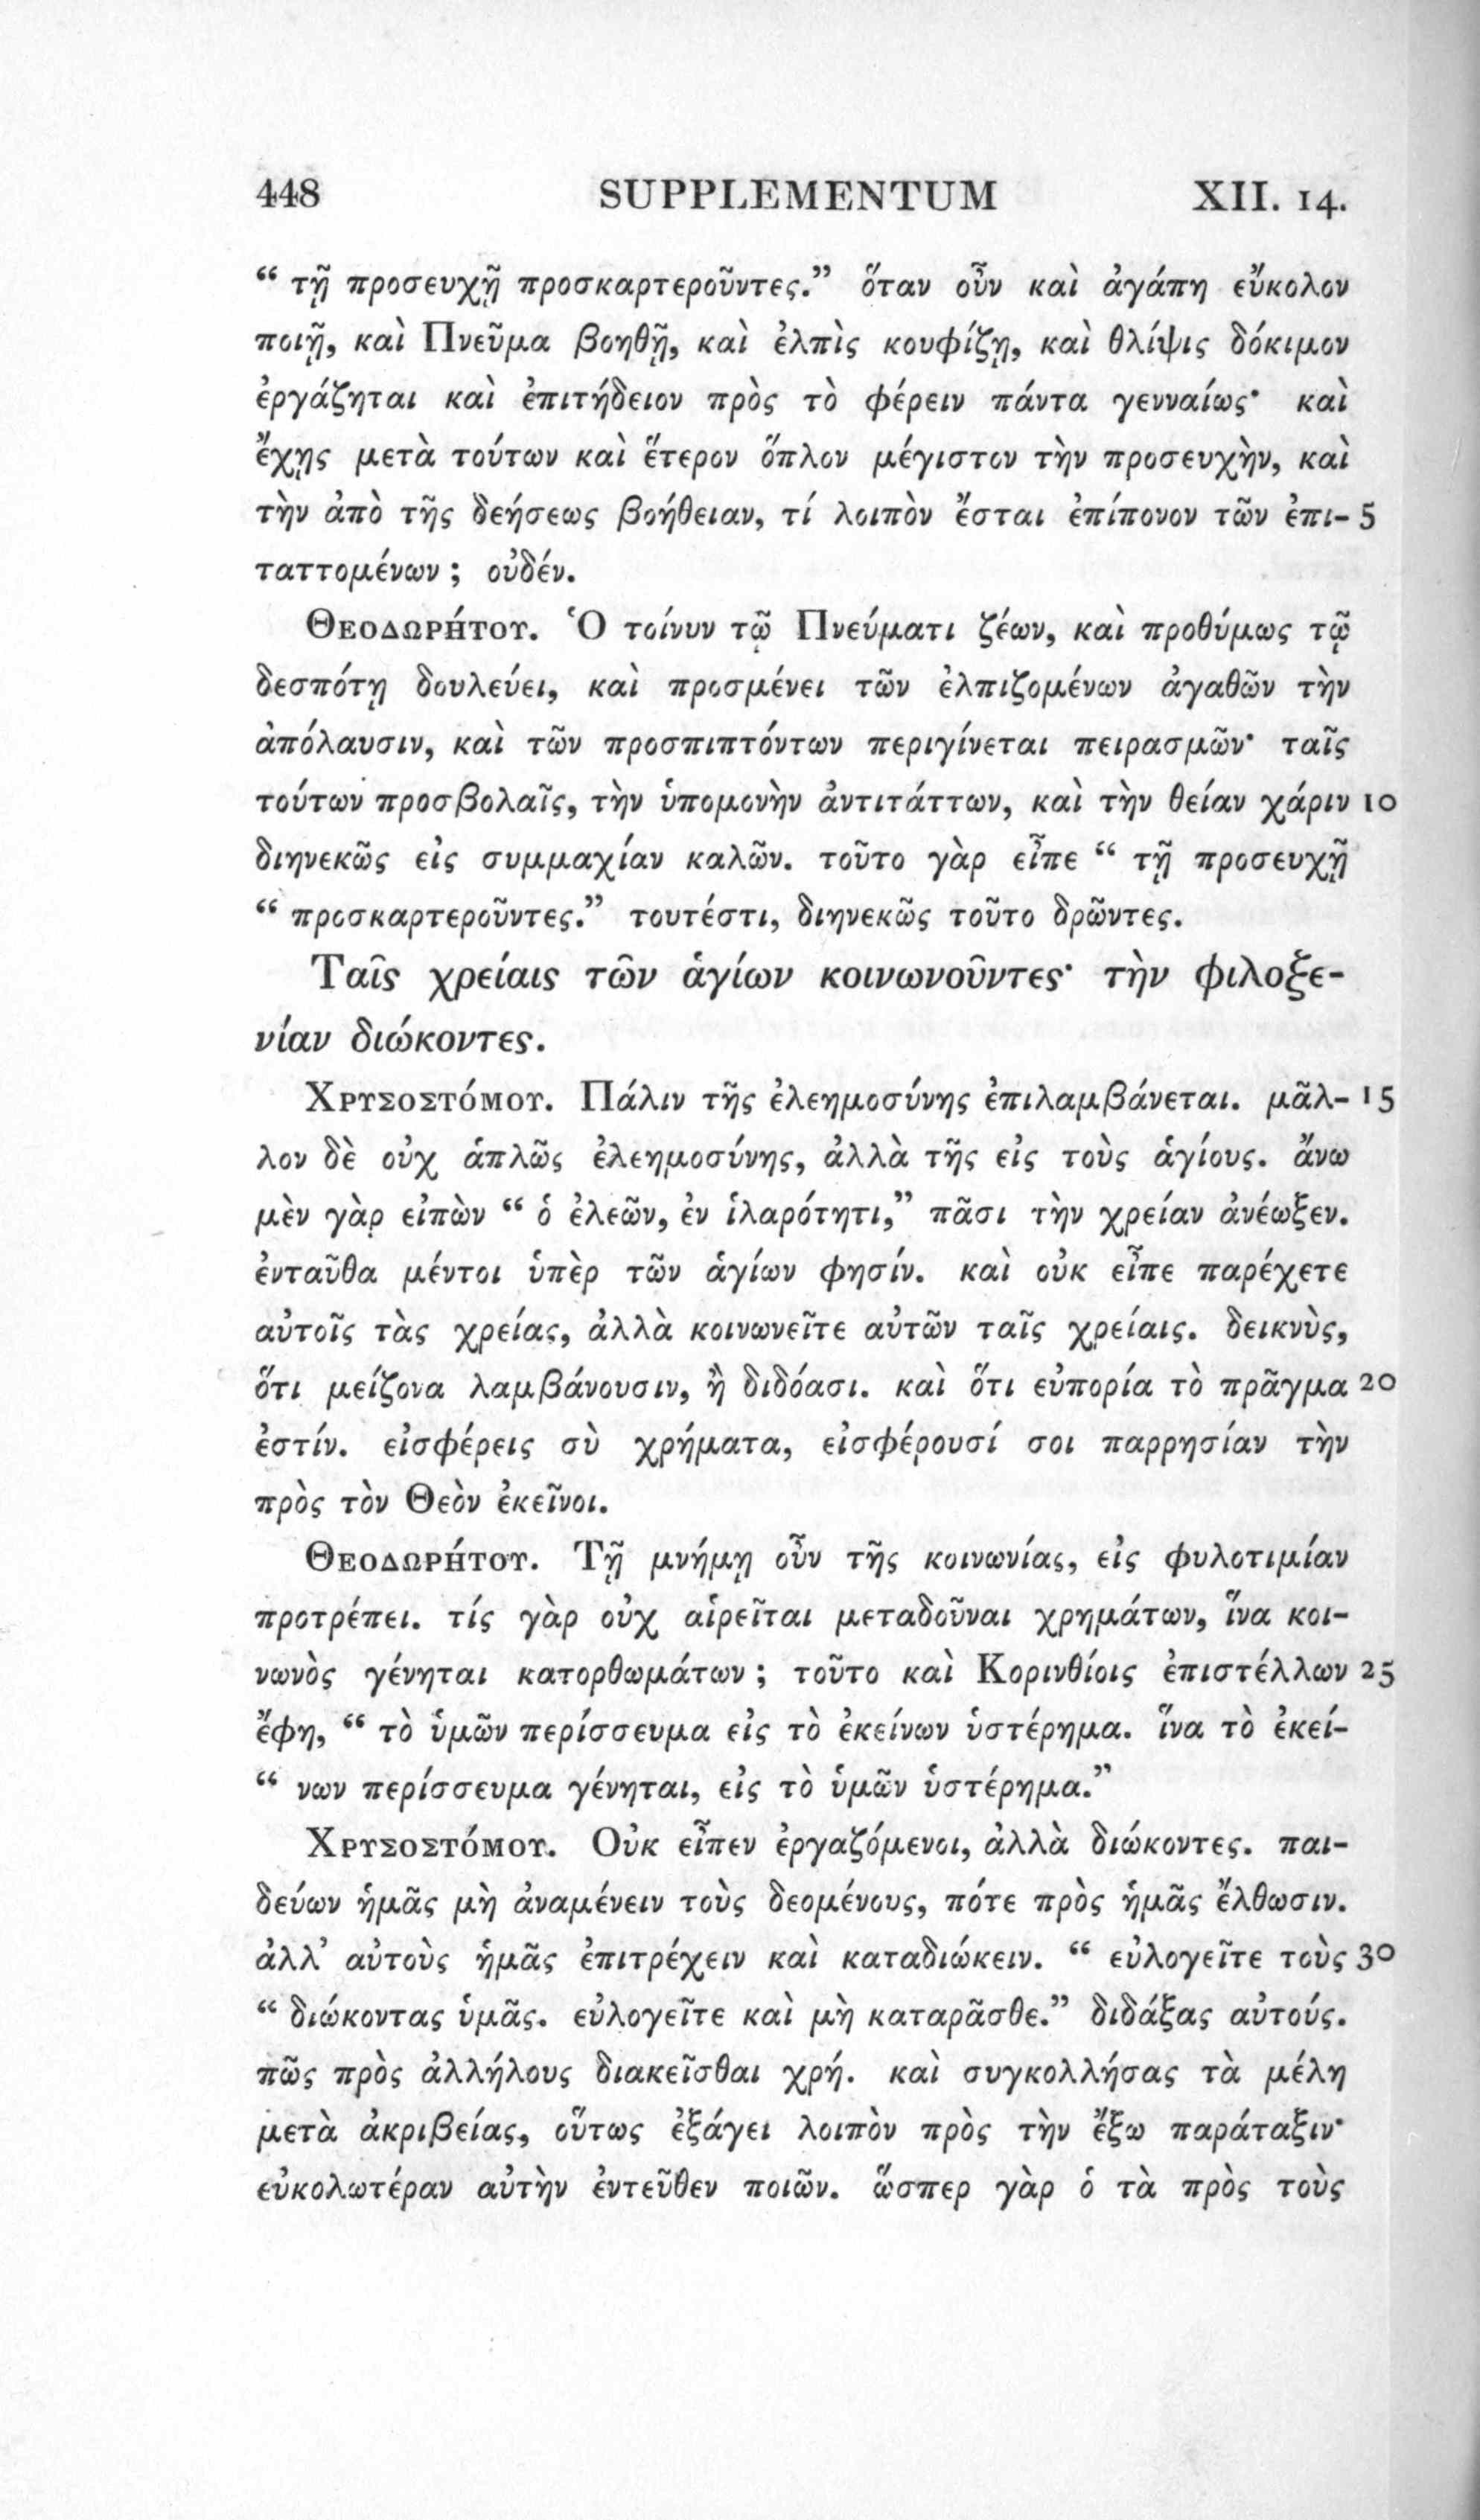 448 SUPPLEMENTUM XII. 14.
“ τῇ προσευχῇ προσκαρτεροῦντες.” ὅταν οὖν καὶ ἀγάπη εὔκολον
ποιῇ, καὶ Πνεῦμα βοηθῇ, καὶ ἐλπὶς κουφίζῃ, καὶ θλίψις δόκιμον
ἐργάζηται καὶ ἐπιτήδειον πρὸς τὸ φέρειν πάντα γενναίως· καὶ
ἔχῃς μετὰ τούτων καὶ ἕτερον ὅπλον μέγιστον τὴν προσευχὴν, καὶ
τὴν ἀπὸ τῆς δεήσεως βοήθειαν, τί λοιπὸν ἔσται ἐπίπονον τῶν ἐπι- 5
ταττομένων ; οὐδέν.
Θεοδωρήτου. Ὁ τοίνυν τῷ Πνεύματι ζέων, καὶ προθύμως τῷ
δεσπότῃ δουλεύει, καὶ προσμένει τῶν ἐλπιζομένων ἀγαθῶν τὴν
ἀπόλαυσιν, καὶ τῶν προσπιπτόντων περιγίνεται πειρασμῶν· ταῖς
τούτων προσβολαῖς, τὴν ὑπομονὴν ἀντιτάττων, καὶ τὴν θείαν χάριν 10
διηνεκῶς εἰς συμμαχίαν καλῶν. τοῦτο γὰρ εἶπε “ τῇ προσευχῇ
“ προσκαρτεροῦντες.” τουτέστι, διηνεκῶς τοῦτο δρῶντες.
Ταῖς χρείαις τῶν ἁγίων κοινωνοῦντες· τὴν φιλοξε-
νίαν διώκοντες.
Χρυσοστόμου. Πάλιν τῆς ἐλεημοσύνης ἐπιλαμβάνεται. μᾶλ- 15
λον δὲ οὐχ ἁπλῶς ἐλεημοσύνης, ἀλλὰ τῆς εἰς τοὺς ἁγίους. ἄνω
μὲν γὰρ εἰπὼν “ ὁ ἐλεῶν, ἐν ἱλαρότητι,” πᾶσι τὴν χρείαν ἀνέωξεν.
ἐνταῦθα μέντοι ὑπὲρ τῶν ἁγίων φησίν. καὶ οὐκ εἶπε παρέχετε
αὐτοῖς τὰς χρείας, ἀλλὰ κοινωνεῖτε αὐτῶν ταῖς χρείαις. δεικνὺς,
ὅτι μείζονα λαμβάνουσιν, ἢ διδόασι. καὶ ὅτι εὐπορία τὸ πρᾶγμα 20
ἐστίν. εἰσφέρεις σὺ χρήματα, εἰσφέρουσί σοι παρρησίαν τὴν
πρὸς τὸν Θεὸν ἐκεῖνοι.
Θεοδωρήτου. Τῇ μνήμῃ οὖν τῆς κοινωνίας, εἰς φυλοτιμίαν
προτρέπει. τίς γὰρ οὐχ αἱρεῖται μεταδοῦναι χρημάτων, ἵνα κοι-
νωνὸς γένηται κατορθωμάτων ; τοῦτο καὶ Κορινθίοις ἐπιστέλλων 25
ἔφη, “ τὸ ὑμῶν περίσσευμα εἰς τὸ ἐκείνων ὑστέρημα. ἵνα τὸ ἐκεί-
“ νων περίσσευμα γένηται, εἰς τὸ ὑμῶν ὑστέρημα.”
Χρυσοστόμου. Οὐκ εἶπεν ἐργαζόμενοι, ἀλλὰ διώκοντες. παι-
δεύων ἡμᾶς μὴ ἀναμένειν τοὺς δεομένους, πότε πρὸς ἡμᾶς ἔλθωσιν.
ἀλλ’ αὐτοὺς ἡμᾶς ἐπιτρέχειν καὶ καταδιώκειν. “ εὐλογεῖτε τοὺς 30
“ διώκοντας ὑμᾶς. εὐλογεῖτε καὶ μὴ καταρᾶσθε.” διδάξας αὐτούς.
πῶς πρὸς ἀλλήλους διακεῖσθαι χρή. καὶ συγκολλήσας τὰ μέλη
μετὰ ἀκριβείας, οὕτως ἐξάγει λοιπὸν πρὸς τὴν ἔξω παράταξιν·
εὐκολωτέραν αὐτὴν ἐντεῦθεν ποιῶν. ὥσπερ γὰρ ὁ τὰ πρὸς τοὺς